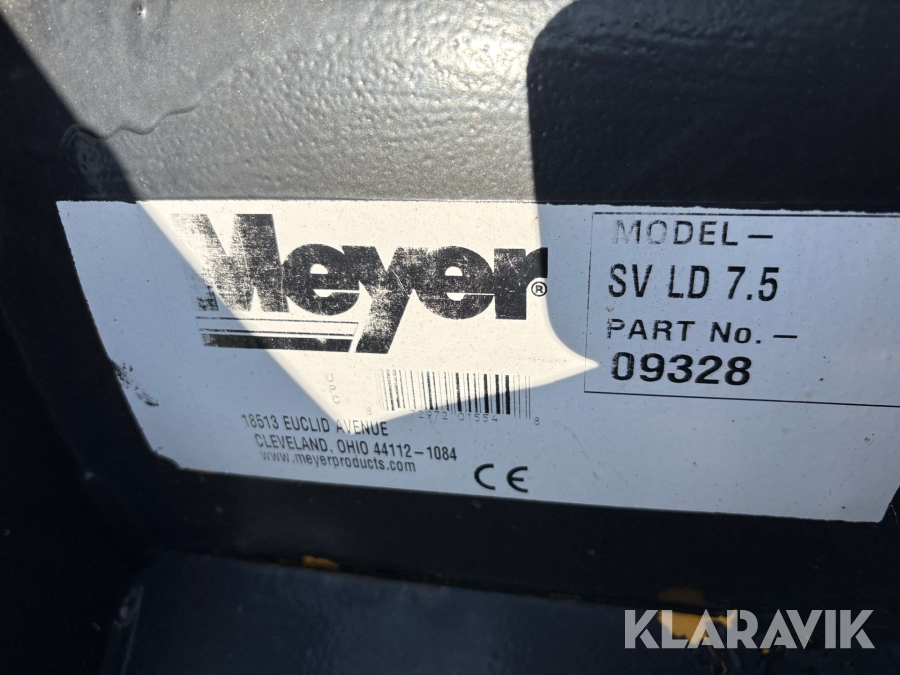 Meyer®
MODEL –
SV LD 7.5
PART No. –
09328
UPC
18513 EUCLID AVENUE
CLEVELAND, OHIO 44112-1084
www.meyerproducts.com
CE
KLARAVIK